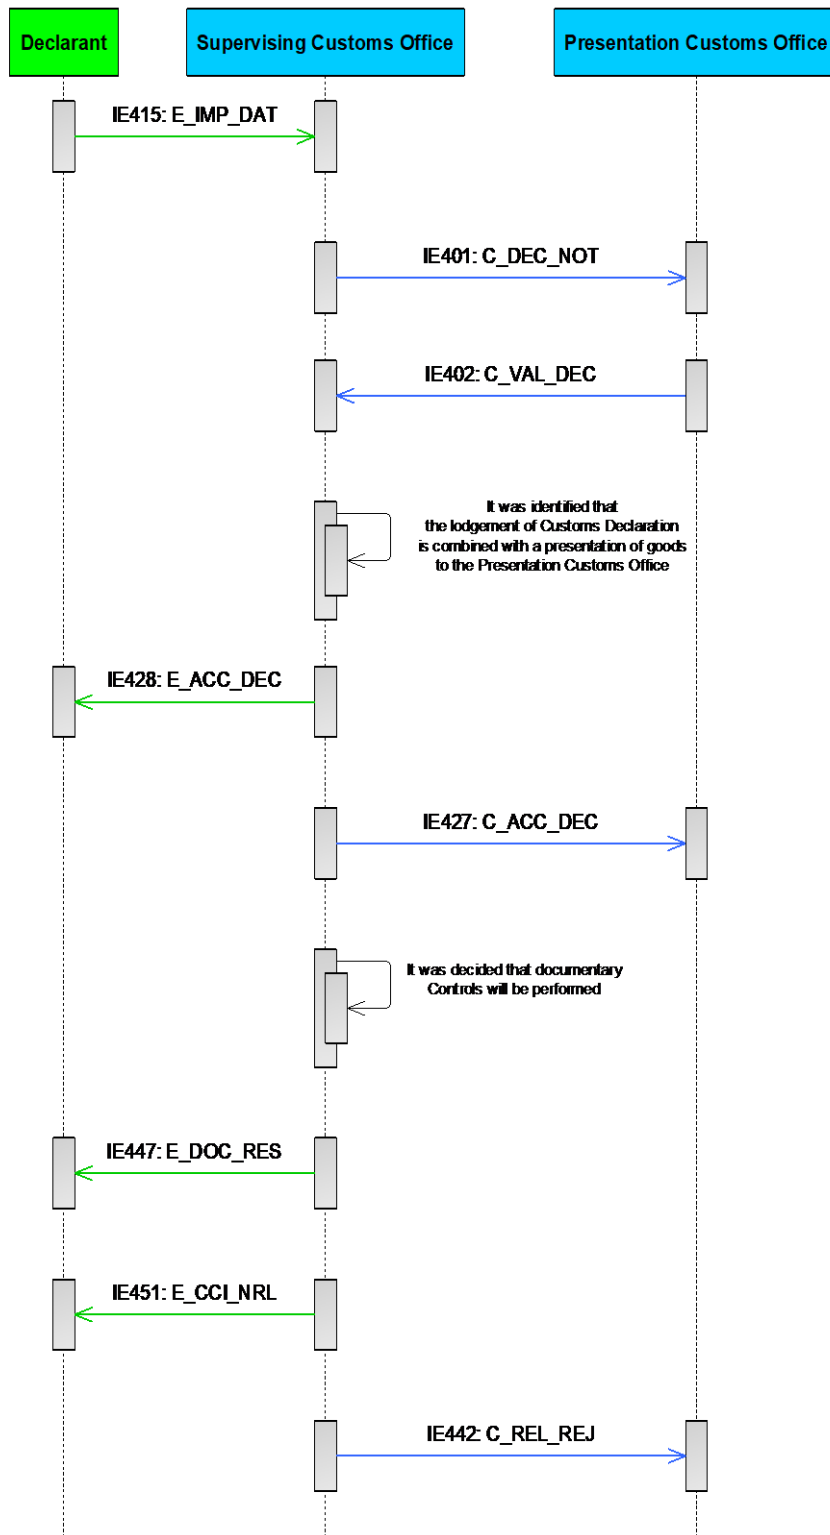 Declarant
Supervising Customs Office
Presentation Customs Office
IE415: E_IMP_DAT
IE401: C_DEC_NOT
IE402: C_VAL_DEC
It was identified that
the lodgement of Customs Declaration
is combined with a presentation of goods
to the Presentation Customs Office
IE428: E_ACC_DEC
IE427: C_ACC_DEC
It was decided that documentary
Controls will be performed
IE447: E_DOC_RES
IE451: E_CCI_NRL
IE442: C_REL_REJ